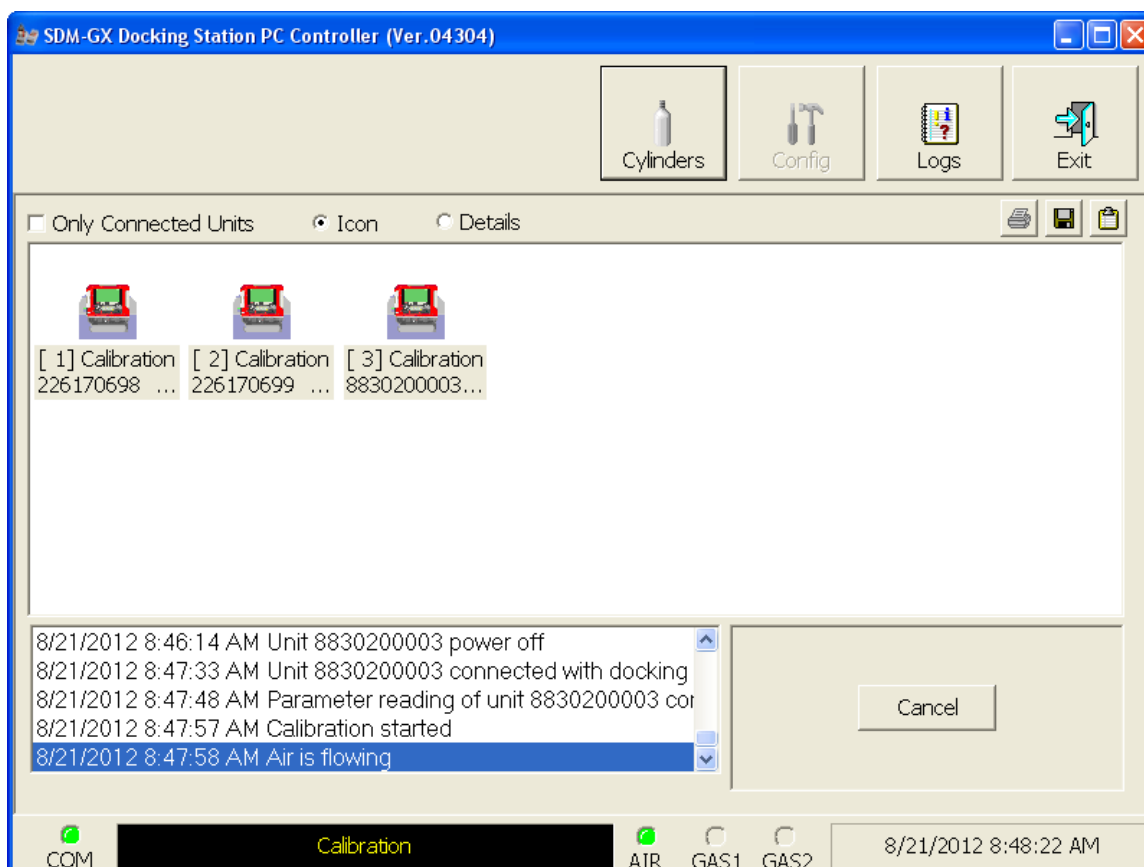 SDM-GX Docking Station PC Controller (Ver.04304)
Cylinders
Config
Logs
Exit
Only Connected Units
Icon
Details
[ 1] Calibration
226170698 ...
[ 2] Calibration
226170699 ...
[ 3] Calibration
8830200003...
8/21/2012 8:46:14 AM Unit 8830200003 power off
8/21/2012 8:47:33 AM Unit 8830200003 connected with docking
8/21/2012 8:47:48 AM Parameter reading of unit 8830200003 cor
8/21/2012 8:47:57 AM Calibration started
8/21/2012 8:47:58 AM Air is flowing
Cancel
COM
Calibration
AIR
GAS1
GAS2
8/21/2012 8:48:22 AM